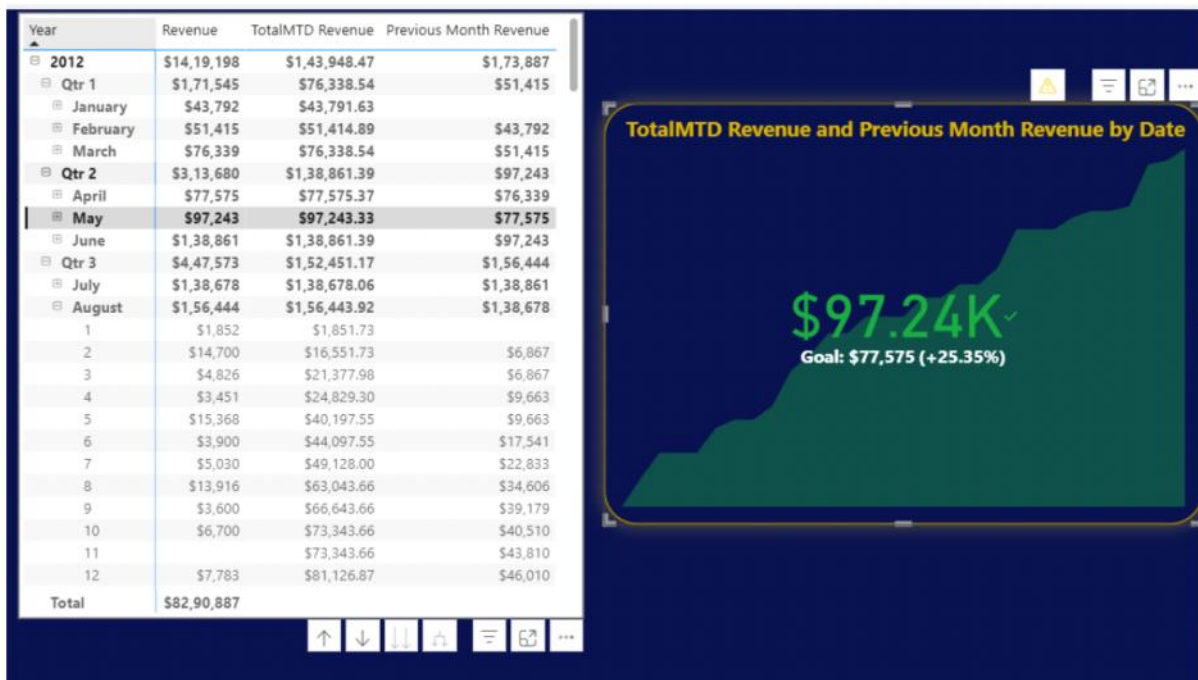 Year Revenue TotalMTD Revenue Previous Month Revenue
2012 $14,19,198 $1,43,948.47 $1,73,887
Qtr 1 $1,71,545 $76,338.54 $51,415
January $43,792 $43,791.63
February $51,415 $51,414.89 $43,792
March $76,339 $76,338.54 $51,415
Qtr 2 $3,13,680 $1,38,861.39 $97,243
April $77,575 $77,575.37 $76,339
May $97,243 $97,243.33 $77,575
June $1,38,861 $1,38,861.39 $97,243
Qtr 3 $4,47,573 $1,52,451.17 $1,56,444
July $1,38,678 $1,38,678.06 $1,38,861
August $1,56,444 $1,56,443.92 $1,38,678
1 $1,852 $1,851.73
2 $14,700 $16,551.73 $6,867
3 $4,826 $21,377.98 $6,867
4 $3,451 $24,829.30 $9,663
5 $15,368 $40,197.55 $9,663
6 $3,900 $44,097.55 $17,541
7 $5,030 $49,128.00 $22,833
8 $13,916 $63,043.66 $34,606
9 $3,600 $66,643.66 $39,179
10 $6,700 $73,343.66 $40,510
11 $73,343.66 $43,810
12 $7,783 $81,126.87 $46,010
Total $82,90,887
TotalMTD Revenue and Previous Month Revenue by Date
$97.24K
Goal: $77,575 (+25.35%)